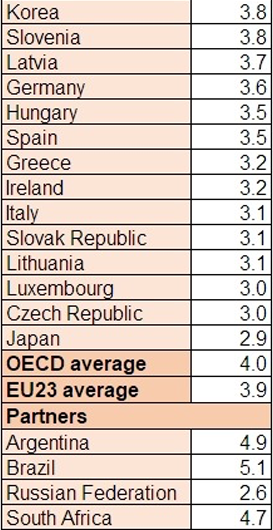 Korea 3.8
Slovenia 3.8
Latvia 3.7
Germany 3.6
Hungary 3.5
Spain 3.5
Greece 3.2
Ireland 3.2
Italy 3.1
Slovak Republic 3.1
Lithuania 3.1
Luxembourg 3.0
Czech Republic 3.0
Japan 2.9
OECD average 4.0
EU23 average 3.9
Partners
Argentina 4.9
Brazil 5.1
Russian Federation 2.6
South Africa 4.7